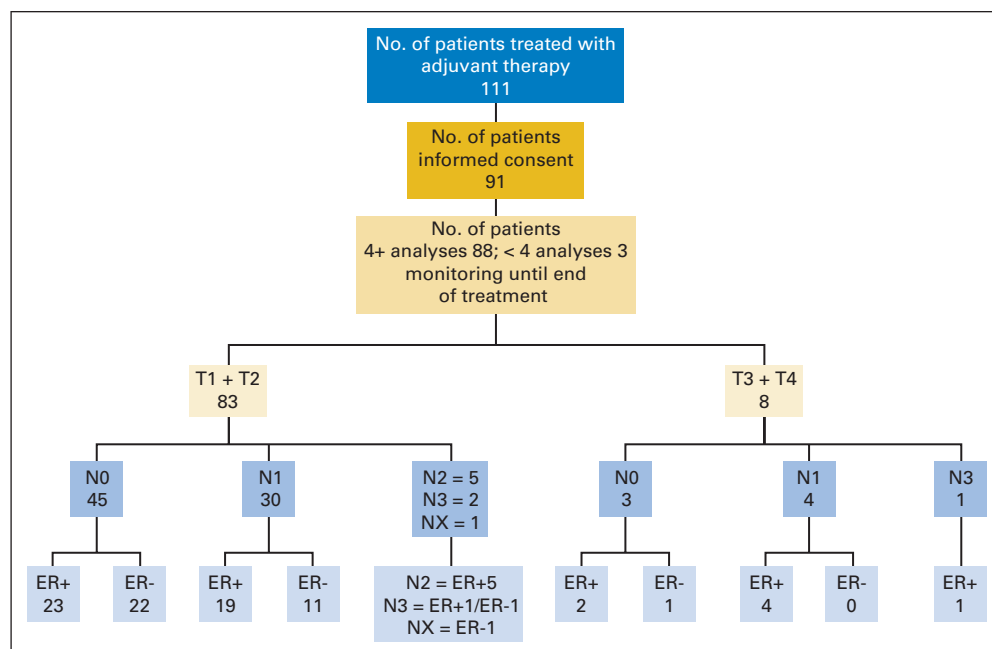 No. of patients treated with
adjuvant therapy
111
No. of patients
informed consent
91
No. of patients
4+ analyses 88; < 4 analyses 3
monitoring until end
of treatment
T1 + T2
83
T3 + T4
8
N0
45
N1
30
N2 = 5
N3 = 2
NX = 1
N0
3
N1
4
N3
1
ER+
23
ER-
22
ER+
19
ER-
11
N2 = ER+5
N3 = ER+1/ER-1
NX = ER-1
ER+
2
ER-
1
ER+
4
ER-
0
ER+
1